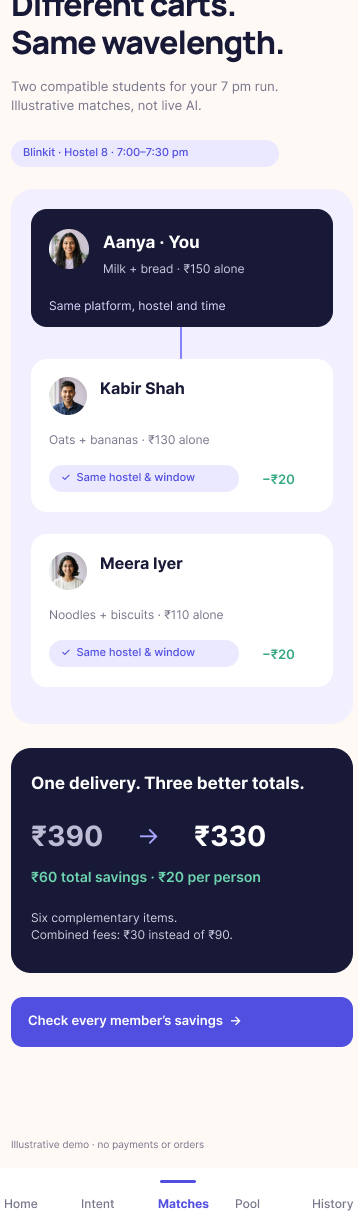 Different carts.
Same wavelength.
Two compatible students for your 7 pm run.
Illustrative matches, not live AI.
Blinkit · Hostel 8 · 7:00–7:30 pm
Aanya · You
Milk + bread · ₹150 alone
Same platform, hostel and time
Kabir Shah
Oats + bananas · ₹130 alone
✓ Same hostel & window
−₹20
Meera Iyer
Noodles + biscuits · ₹110 alone
✓ Same hostel & window
−₹20
One delivery. Three better totals.
₹390 → ₹330
₹60 total savings · ₹20 per person
Six complementary items.
Combined fees: ₹30 instead of ₹90.
Check every member’s savings →
Illustrative demo · no payments or orders
Home Intent Matches Pool History